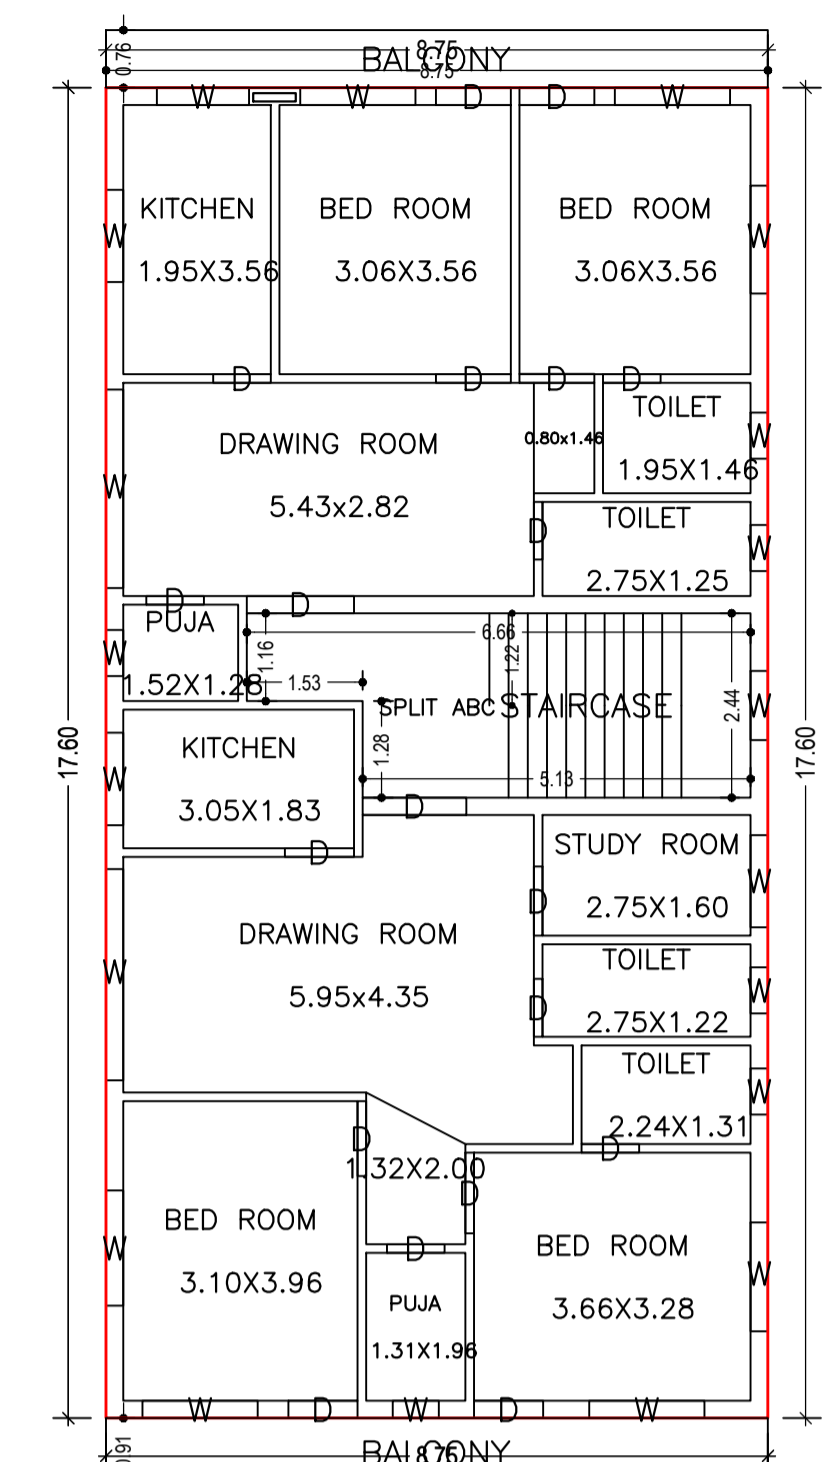 0.76
8.75
BALCONY
8.75
W W D D W
KITCHEN BED ROOM BED ROOM
W W
1.95X3.56 3.06X3.56 3.06X3.56
D D D D
TOILET
DRAWING ROOM 0.80x1.46 W
1.95X1.46
W 5.43x2.82
TOILET
D W
2.75X1.25
D D
PUJA
6.66
W 1.16 1.22
1.52X1.28 1.53
SPLIT ABC STAIRCASE 2.44 W
17.60 17.60
KITCHEN 1.28
W 5.13
3.05X1.83 D
D
STUDY ROOM
W
D 2.75X1.60
DRAWING ROOM
TOILET
W W
5.95x4.35 D
2.75X1.22
TOILET
W
2.24X1.31
D D
1.32X2.00
D
BED ROOM
W D BED ROOM
W
3.10X3.96
PUJA 3.66X3.28
1.31X1.96
W D W D W
0.91
BALCONY
8.75